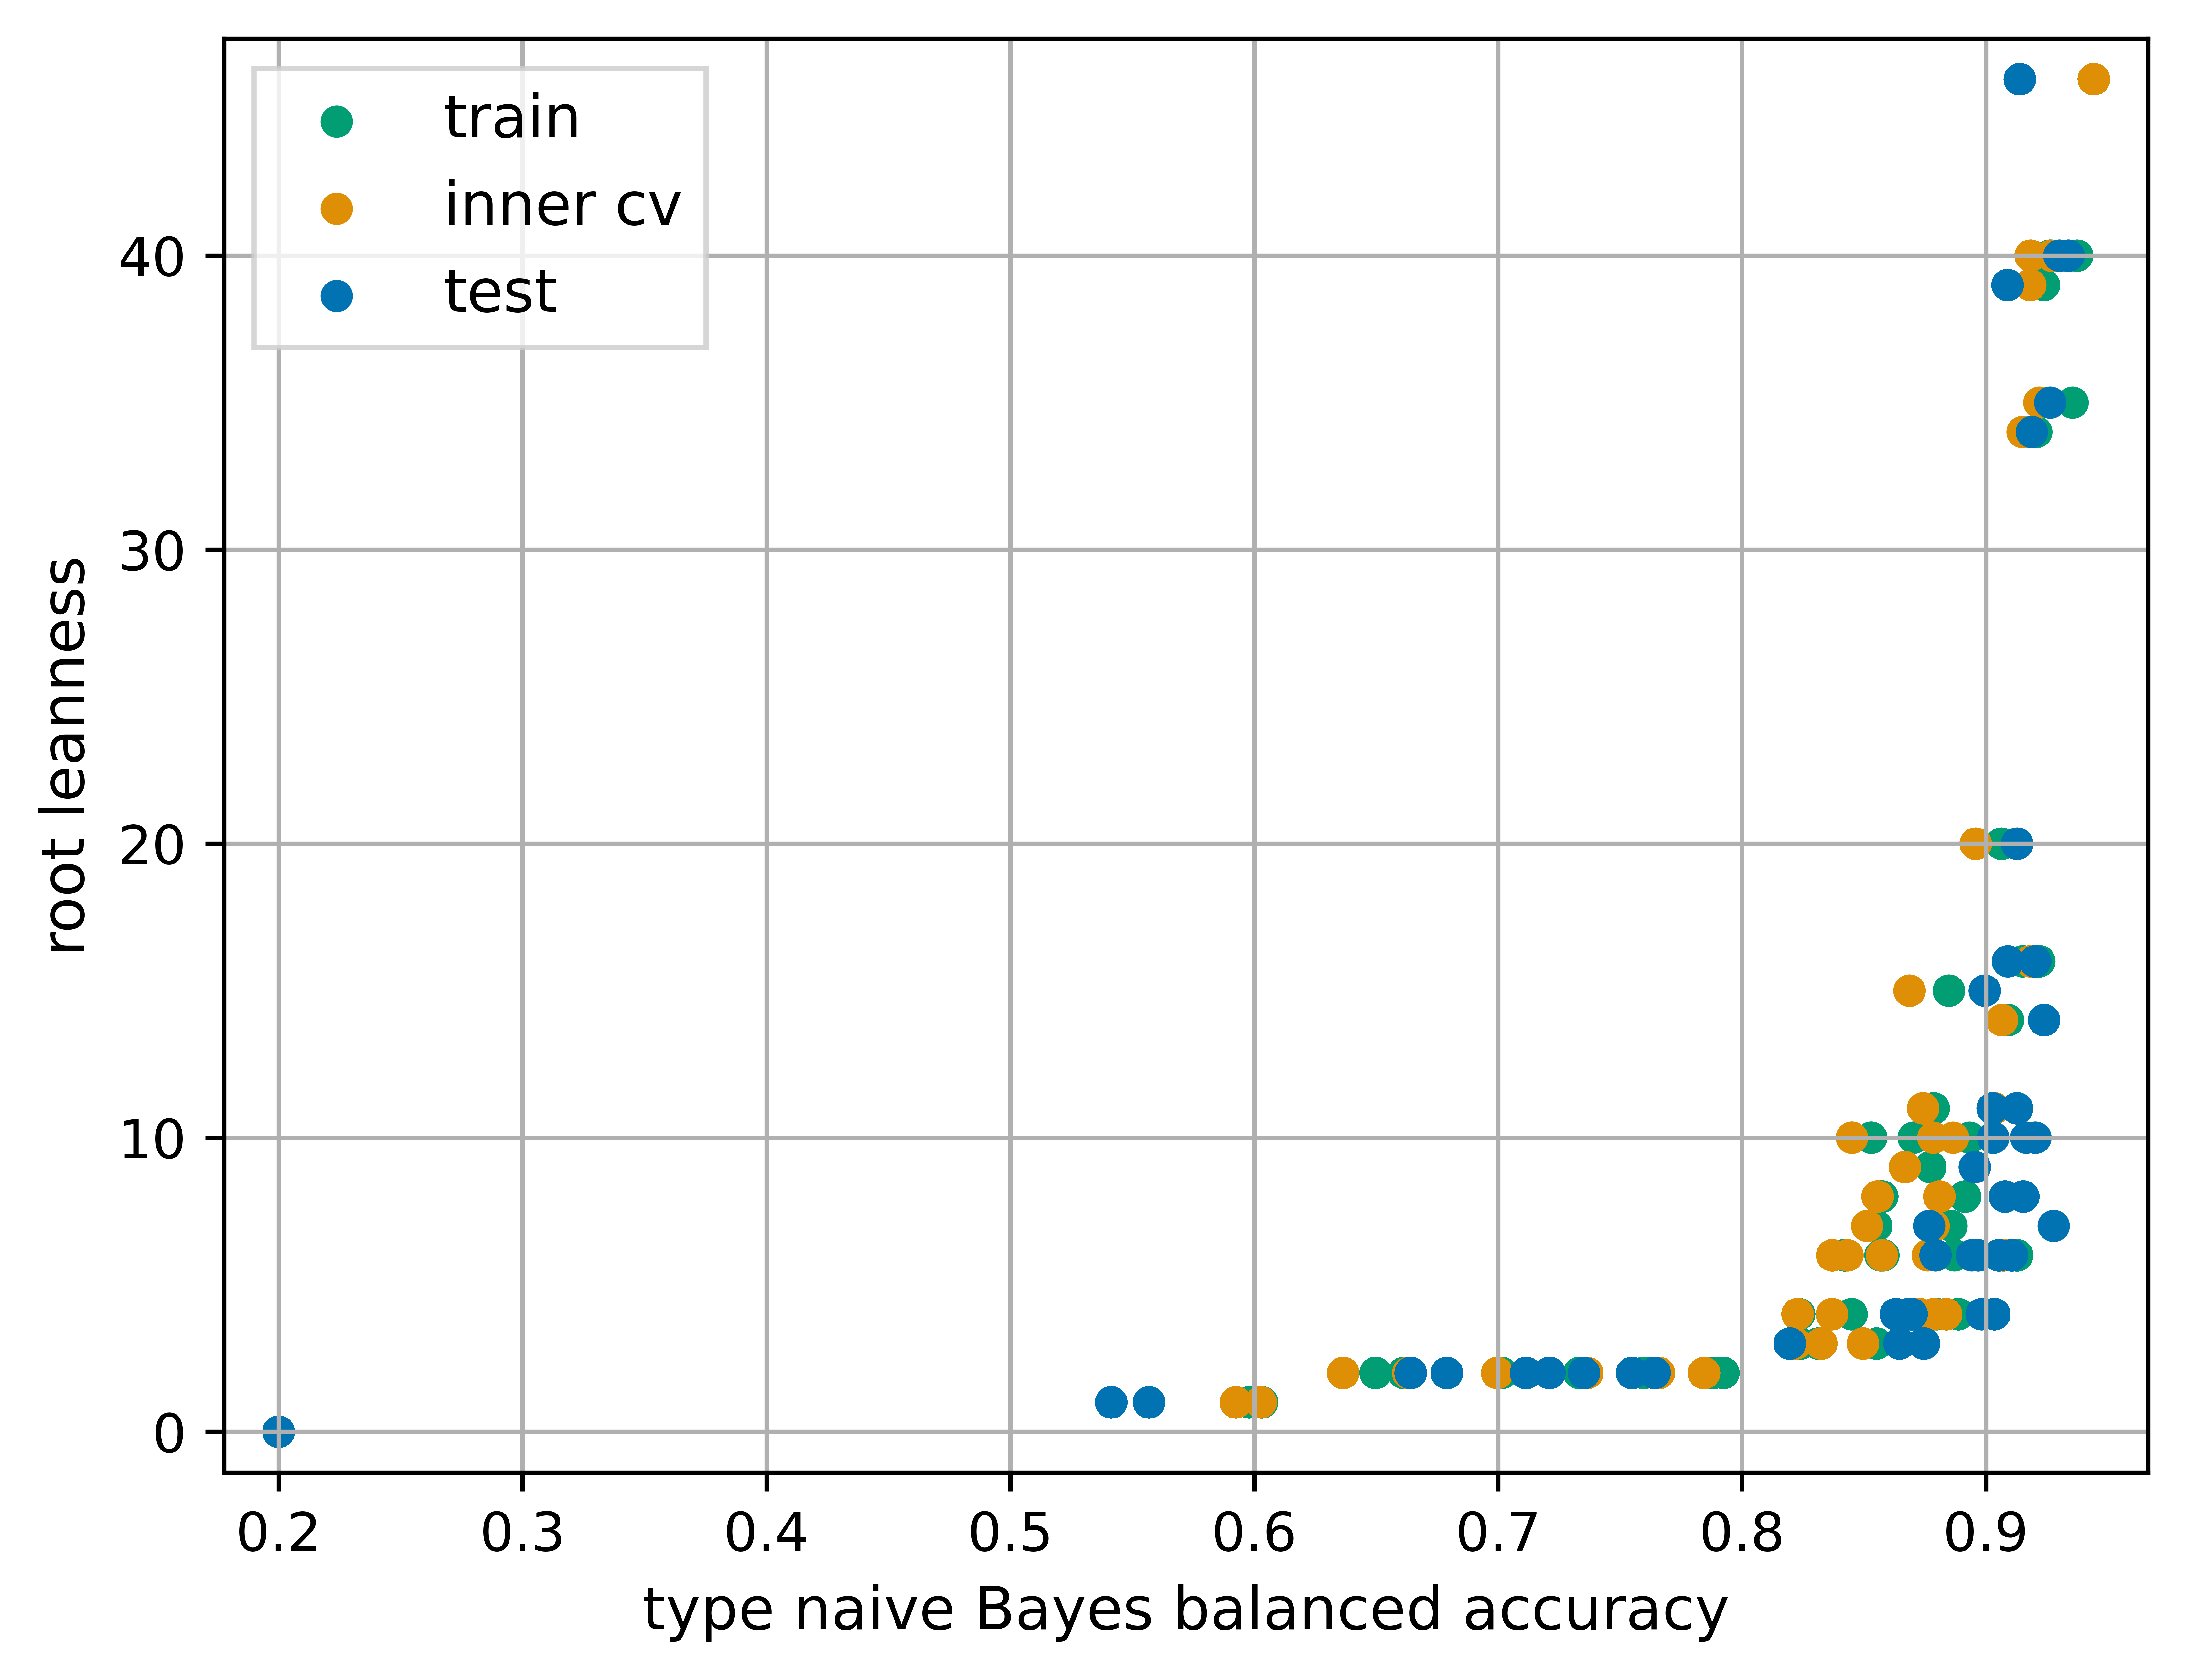 train
inner cv
test
40
30
20
10
0
root leanness
0.2 0.3 0.4 0.5 0.6 0.7 0.8 0.9
type naive Bayes balanced accuracy